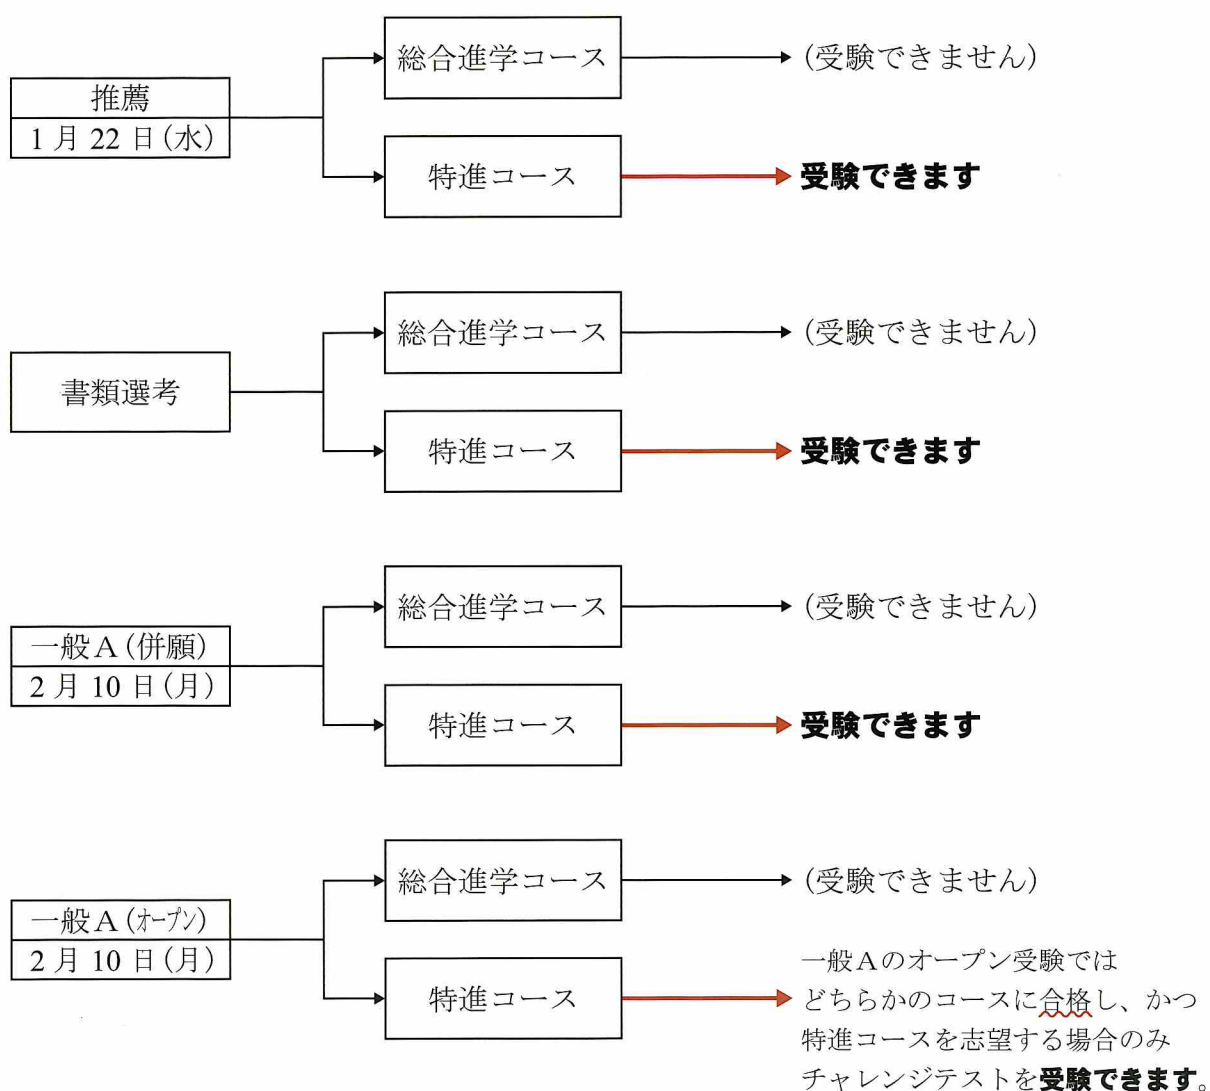 推薦
1月22日(水)
総合進学コース
(受験できません)
特進コース
受験できます
書類選考
総合進学コース
(受験できません)
特進コース
受験できます
一般A(併願)
2月10日(月)
総合進学コース
(受験できません)
特進コース
受験できます
一般A(オープン)
2月10日(月)
総合進学コース
(受験できません)
特進コース
一般Aのオープン受験では
どちらかのコースに合格し、かつ
特進コースを志望する場合のみ
チャレンジテストを受験できます。